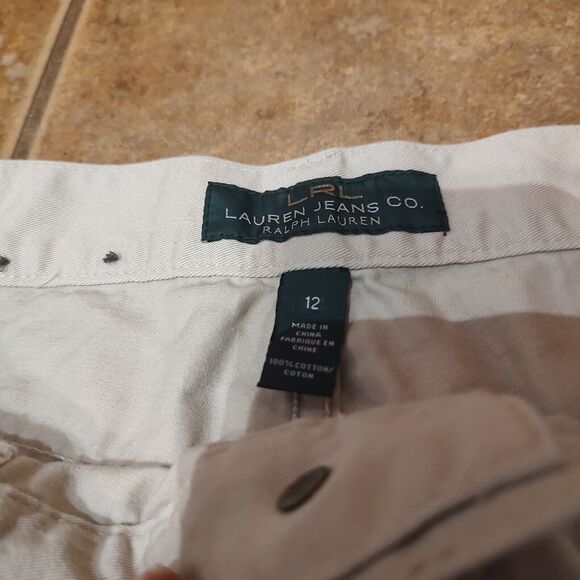 LRL
LAUREN JEANS CO.
RALPH LAUREN
12
MADE IN
CHINA
FABRIQUE EN
CHINE
100% COTTON/
COTON